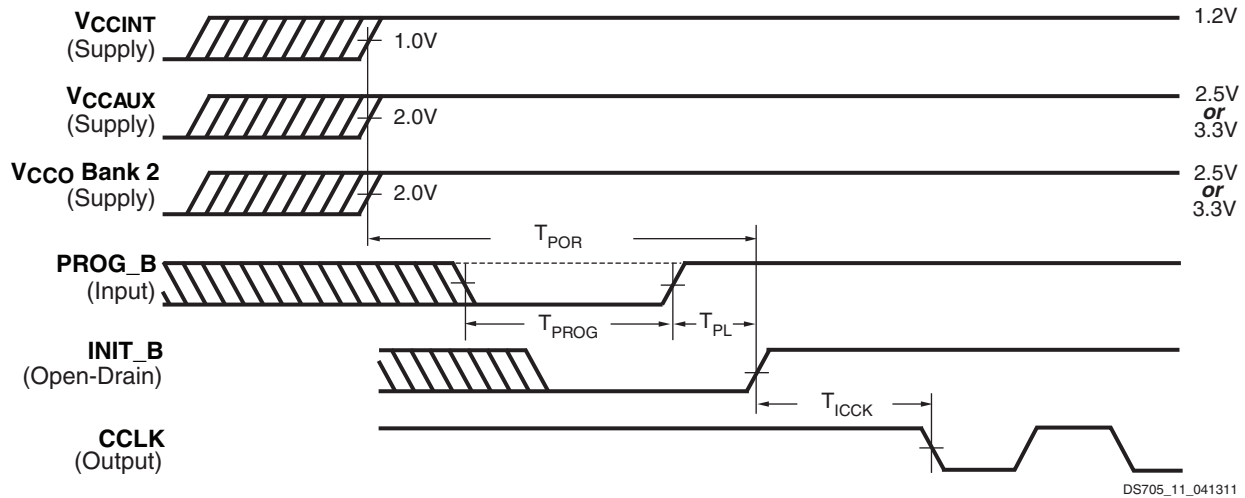 VCCINT
(Supply)
1.0V
1.2V
VCCAUX
(Supply)
2.0V
2.5V
or
3.3V
VCCO Bank 2
(Supply)
2.0V
2.5V
or
3.3V
TPOR
PROG_B
(Input)
TPROG
TPL
INIT_B
(Open-Drain)
TICCK
CCLK
(Output)
DS705_11_041311